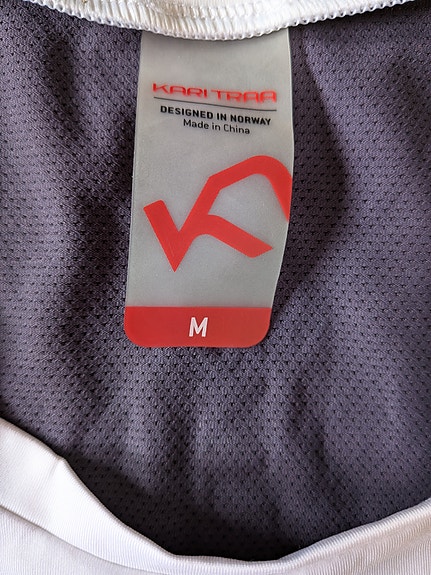 KARI TRAA
DESIGNED IN NORWAY
Made in China
M